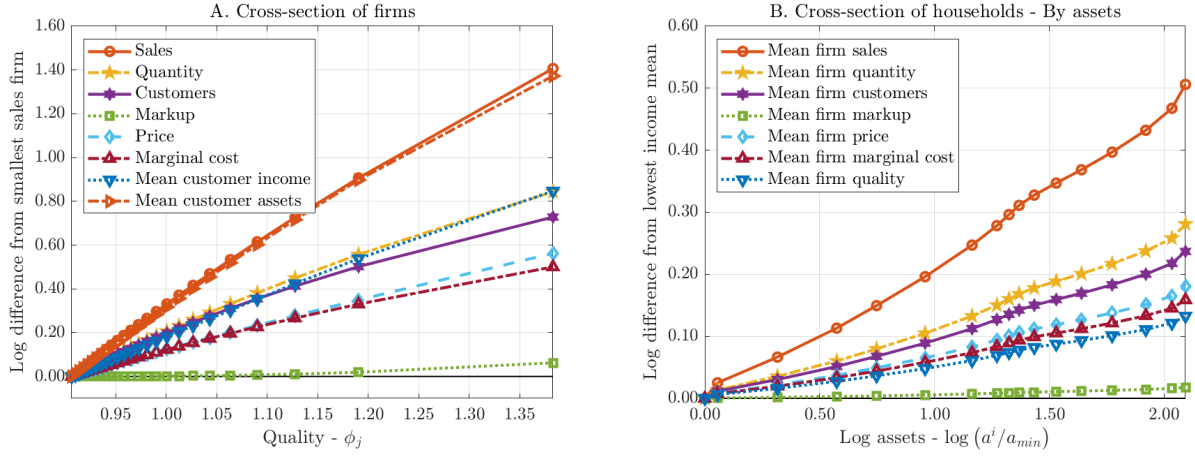 A. Cross-section of firms
Log difference from smallest sales firm
1.60
1.40
1.20
1.00
0.80
0.60
0.40
0.20
0.00
Sales
Quantity
Customers
Markup
Price
Marginal cost
Mean customer income
Mean customer assets
0.95 1.00 1.05 1.10 1.15 1.20 1.25 1.30 1.35
Quality - ϕ_j
B. Cross-section of households - By assets
Log difference from lowest income mean
0.60
0.50
0.40
0.30
0.20
0.10
0.00
Mean firm sales
Mean firm quantity
Mean firm customers
Mean firm markup
Mean firm price
Mean firm marginal cost
Mean firm quality
0.00 0.50 1.00 1.50 2.00
Log assets - log (a^i/a_min)